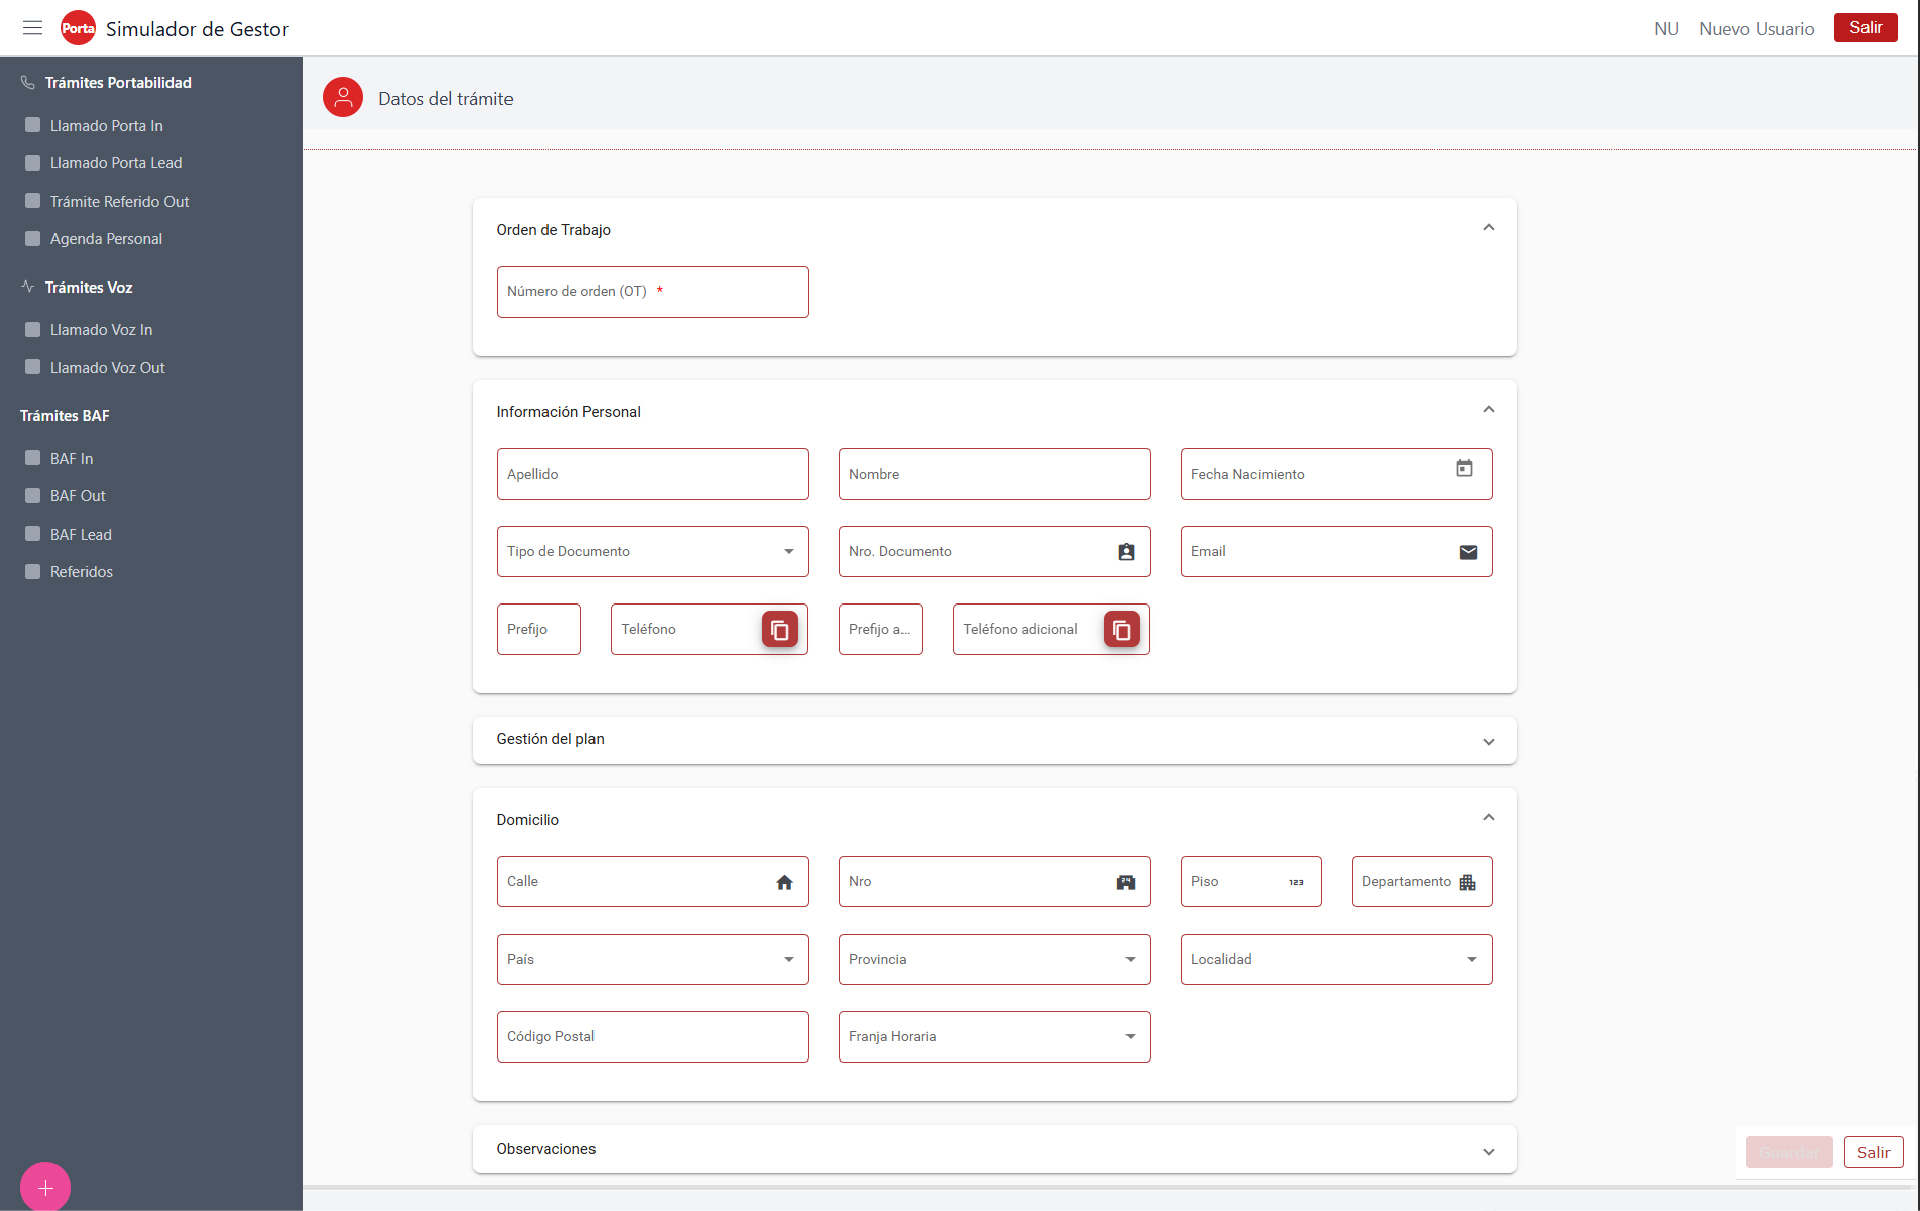 Porta Simulador de Gestor
NU Nuevo Usuario Salir
Trámites Portabilidad
Llamado Porta In
Llamado Porta Lead
Trámite Referido Out
Agenda Personal
Trámites Voz
Llamado Voz In
Llamado Voz Out
Trámites BAF
BAF In
BAF Out
BAF Lead
Referidos
Datos del trámite
Orden de Trabajo
Número de orden (OT) *
Información Personal
Apellido Nombre Fecha Nacimiento
Tipo de Documento Nro. Documento Email
Prefijo Teléfono Prefijo a... Teléfono adicional
Gestión del plan
Domicilio
Calle Nro Piso 123 Departamento
País Provincia Localidad
Código Postal Franja Horaria
Observaciones
Guardar Salir